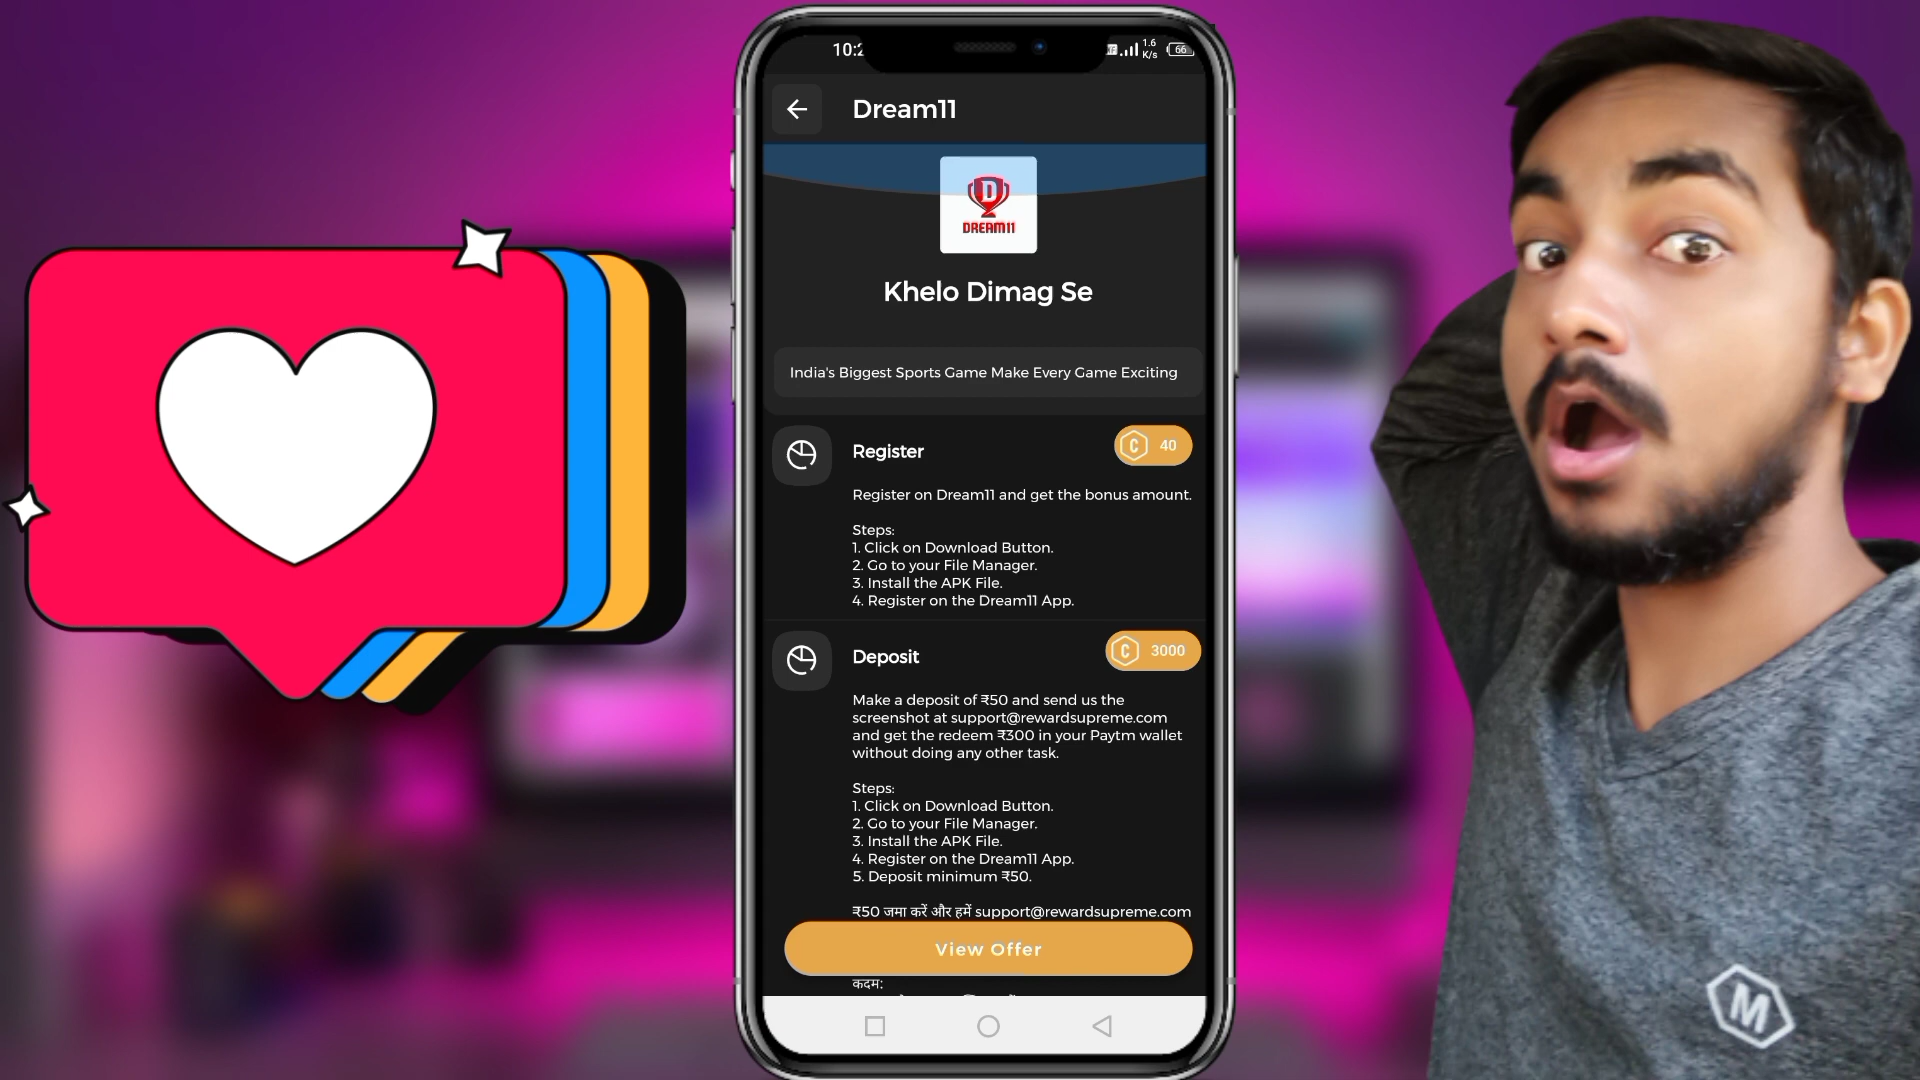 10:2
1.6
K/s
66
Dream11
D
DREAM11
Khelo Dimag Se
India's Biggest Sports Game Make Every Game Exciting
Register
C 40
Register on Dream11 and get the bonus amount.
Steps:
1. Click on Download Button.
2. Go to your File Manager.
3. Install the APK File.
4. Register on the Dream11 App.
Deposit
C 3000
Make a deposit of ₹50 and send us the
screenshot at support@rewardsupreme.com
and get the redeem ₹300 in your Paytm wallet
without doing any other task.
Steps:
1. Click on Download Button.
2. Go to your File Manager.
3. Install the APK File.
4. Register on the Dream11 App.
5. Deposit minimum ₹50.
₹50 जमा करें और हमें support@rewardsupreme.com
View Offer
कदम:
M